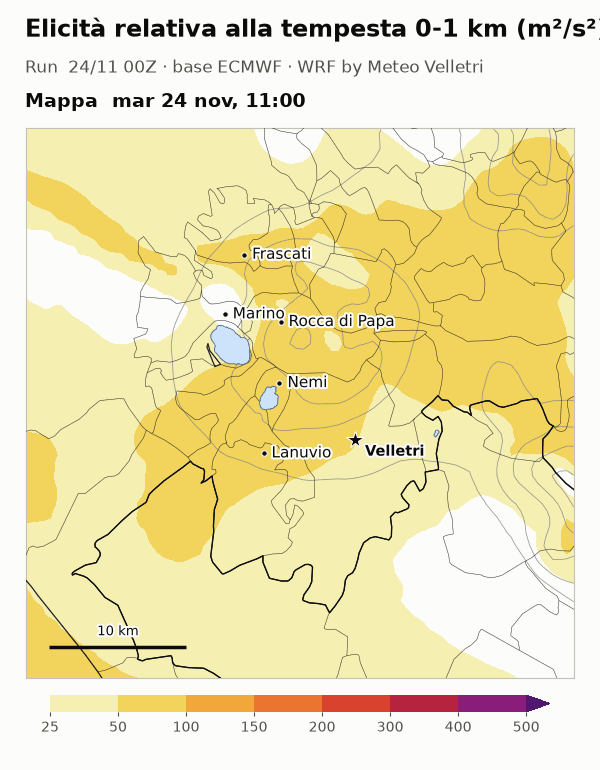 Elicità relativa alla tempesta 0-1 km (m²/s²)
Run  24/11 00Z · base ECMWF · WRF by Meteo Velletri
Mappa  mar 24 nov, 11:00
Frascati
Marino
Rocca di Papa
Nemi
Velletri
Lanuvio
10 km
25 50 100 150 200 300 400 500